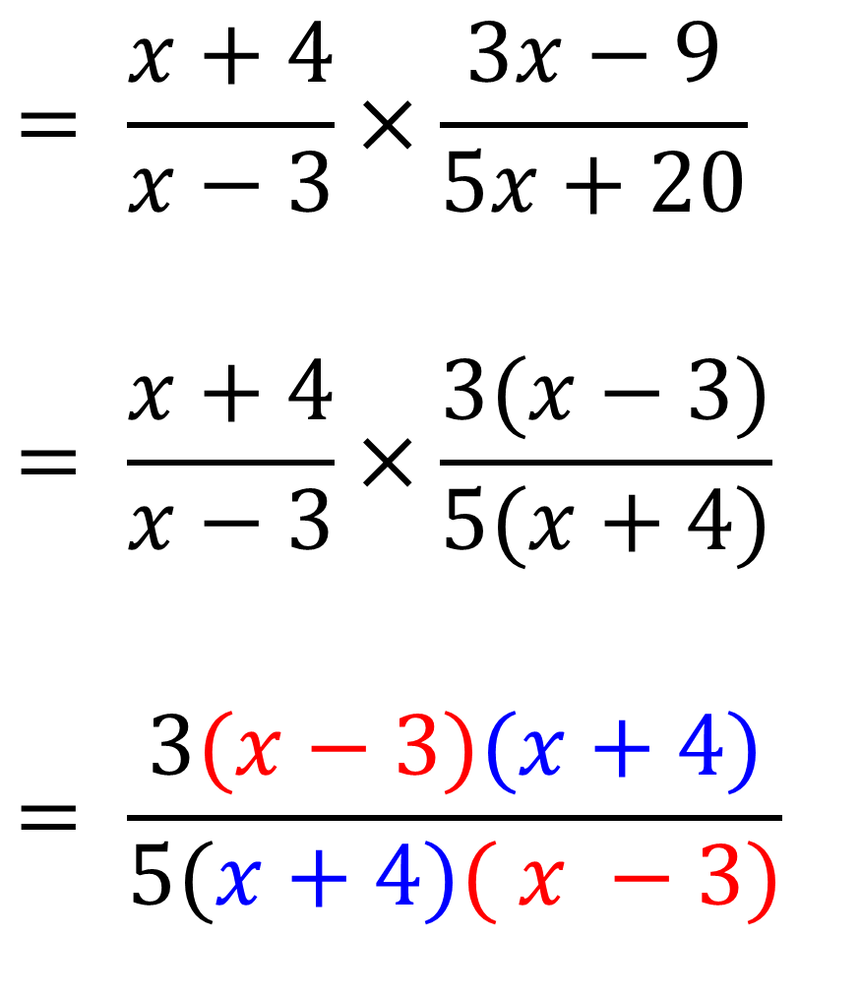 = (x + 4)/(x − 3) × (3x − 9)/(5x + 20)
= (x + 4)/(x − 3) × 3(x − 3)/5(x + 4)
= 3(x − 3)(x + 4)/5(x + 4)( x − 3)